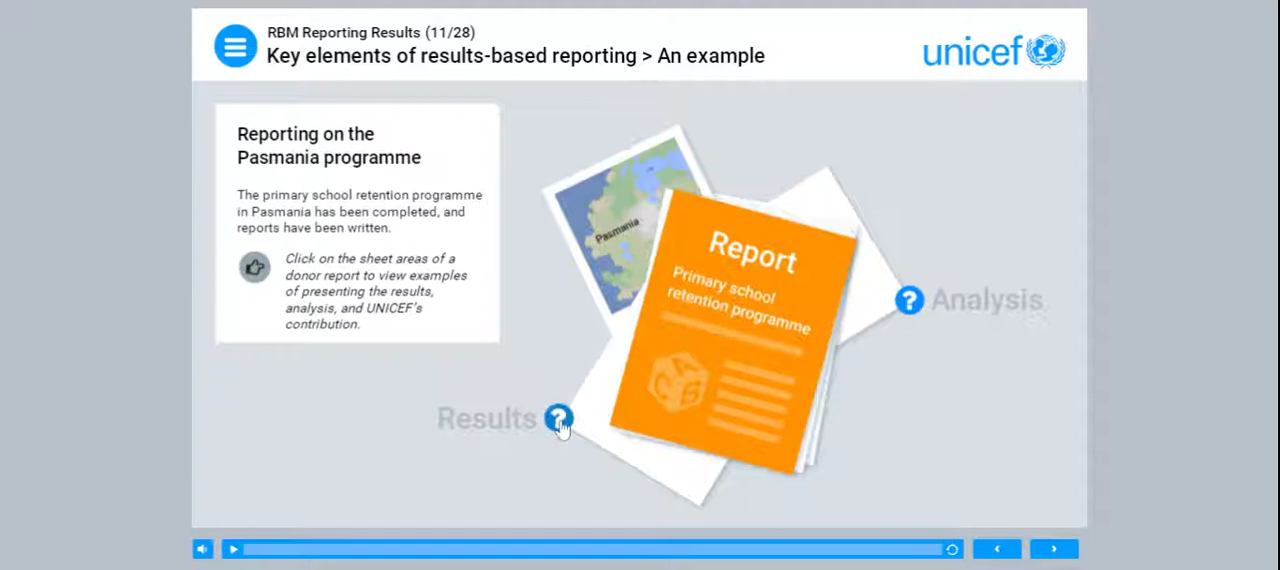 RBM Reporting Results (11/28)
Key elements of results-based reporting > An example
unicef
Reporting on the
Pasmania programme
The primary school retention programme
in Pasmania has been completed, and
reports have been written.
Click on the sheet areas of a
donor report to view examples
of presenting the results,
analysis, and UNICEF's
contribution.
Pasmania
Report
Primary school
retention programme
A
C B
? Analysis
Results ?